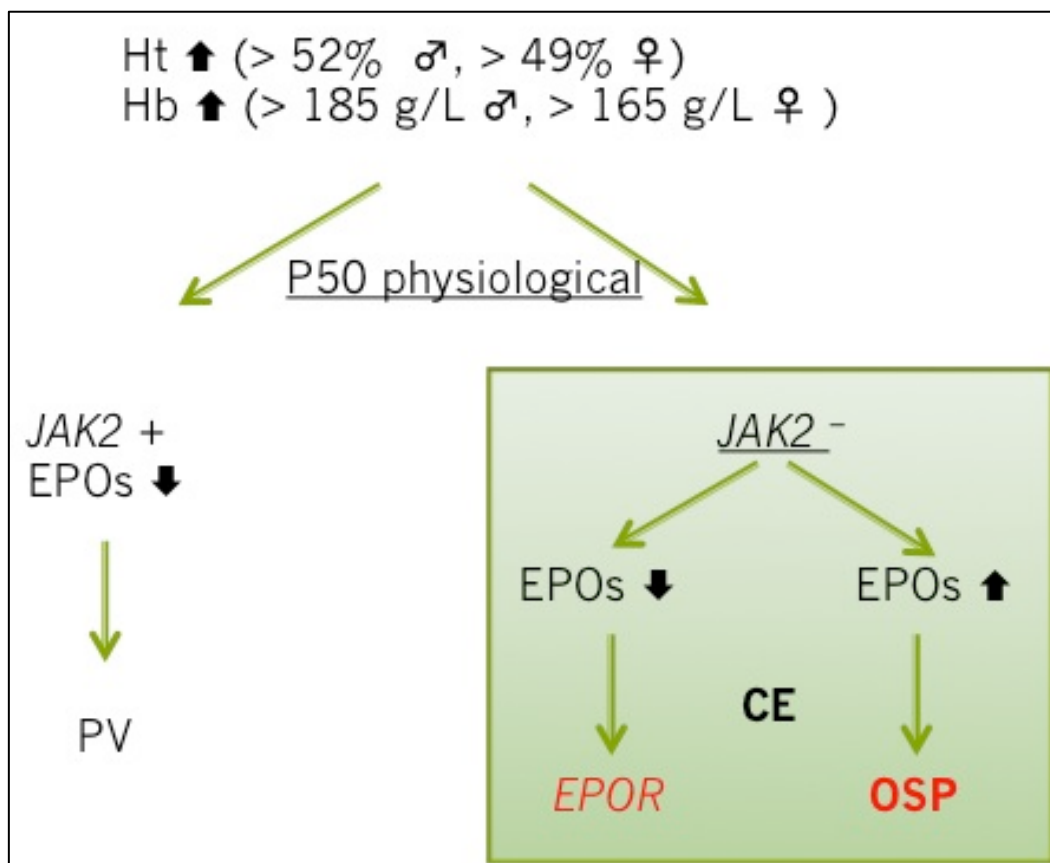 Ht ⬆ (> 52% ♂, > 49% ♀)
Hb ⬆ (> 185 g/L ♂, > 165 g/L ♀ )
P50 physiological
JAK2 +
EPOs ⬇
JAK2 ⁻
EPOs ⬇
EPOs ⬆
PV
CE
EPOR
OSP